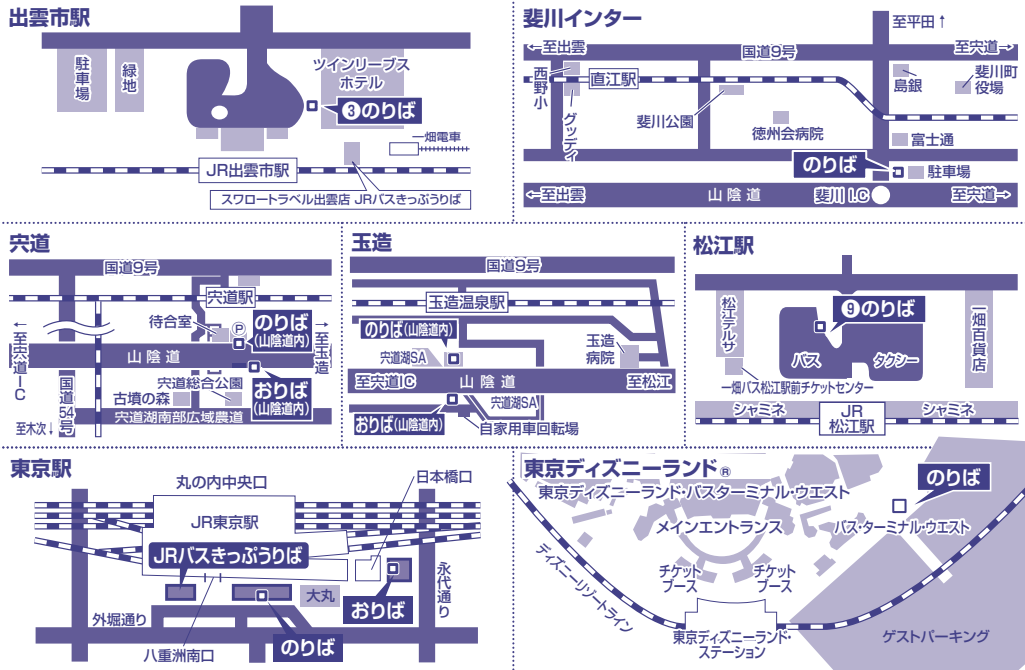 出雲市駅
駐車場
緑地
ツインリーブス
ホテル
❸のりば
一畑電車
JR出雲市駅
スワロートラベル出雲店 JRバスきっぷうりば
斐川インター
至平田↑
←至出雲
国道9号
至宍道→
西野小
直江駅
グッディ
斐川公園
徳州会病院
島銀
斐川町
役場
富士通
のりば
駐車場
←至出雲
山陰道
斐川I.C
至宍道→
宍道
国道9号
宍道駅
待合室
P
のりば
(山陰道内)
←至宍道IC
山陰道
至玉造→
おりば
(山陰道内)
宍道総合公園
古墳の森
国道54号
宍道湖南部広域農道
至木次↓
玉造
国道9号
玉造温泉駅
のりば(山陰道内)
宍道湖SA
玉造
病院
至宍道IC
山陰道
至松江
宍道湖SA
おりば(山陰道内)
自家用車回転場
松江駅
松江テルサ
❾のりば
バス
タクシー
一畑百貨店
一畑バス松江駅前チケットセンター
シャミネ
JR
松江駅
シャミネ
東京駅
丸の内中央口
日本橋口
JR東京駅
JRバスきっぷうりば
大丸
おりば
永代通り
外堀通り
八重洲南口
のりば
東京ディズニーランド®
東京ディズニーランド・バスターミナル・ウエスト
のりば
メインエントランス
バス・ターミナル・ウエスト
チケット
ブース
チケット
ブース
ディズニーリゾートライン
東京ディズニーランド・
ステーション
ゲストパーキング